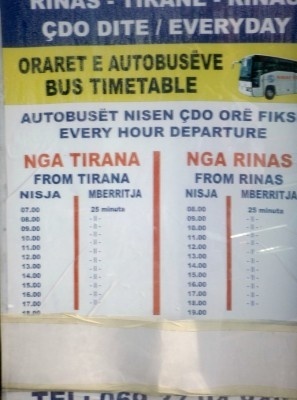 RINAS - TIRANE - RINAS
ÇDO DITE / EVERYDAY
ORARET E AUTOBUSËVE
BUS TIMETABLE
AUTOBUSËT NISEN ÇDO ORË FIKS
EVERY HOUR DEPARTURE
NGA TIRANA NGA RINAS
FROM TIRANA FROM RINAS
NISJA MBERRITJA NISJA MBERRITJA
07.00 25 minuta 08.00 25 minuta
08.00 -||- 09.00 -||-
09.00 -||- 10.00 -||-
10.00 -||- 11.00 -||-
11.00 -||- 12.00 -||-
12.00 -||- 13.00 -||-
13.00 -||- 14.00 -||-
14.00 -||- 15.00 -||-
15.00 -||- 16.00 -||-
16.00 -||- 17.00 -||-
17.00 -||- 18.00 -||-
18.00 19.00
TEL: 069